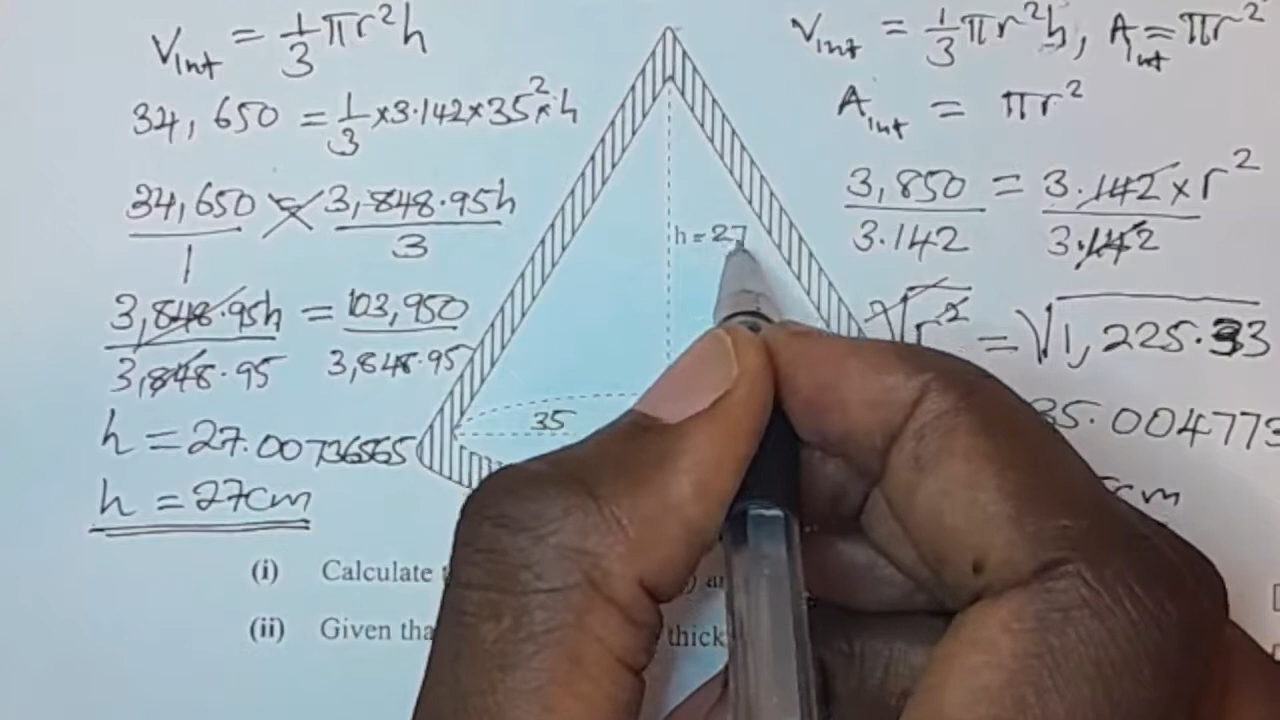 V_int = 1/3 πr²h
34,650 = 1/3 × 3.142 × 35² × h
34,650/1 = 3,848.95h/3
3,848.95h/3,848.95 = 103,950/3,848.95
h = 27.00736565
h = 27cm
h = 27
35
V_int = 1/3 πr²h, A_int = πr²
A_int = πr²
3,850/3.142 = 3.142 × r²/3.142
√r² = √1,225.33
35.004773
cm
(i) Calculate
(ii) Given tha thick